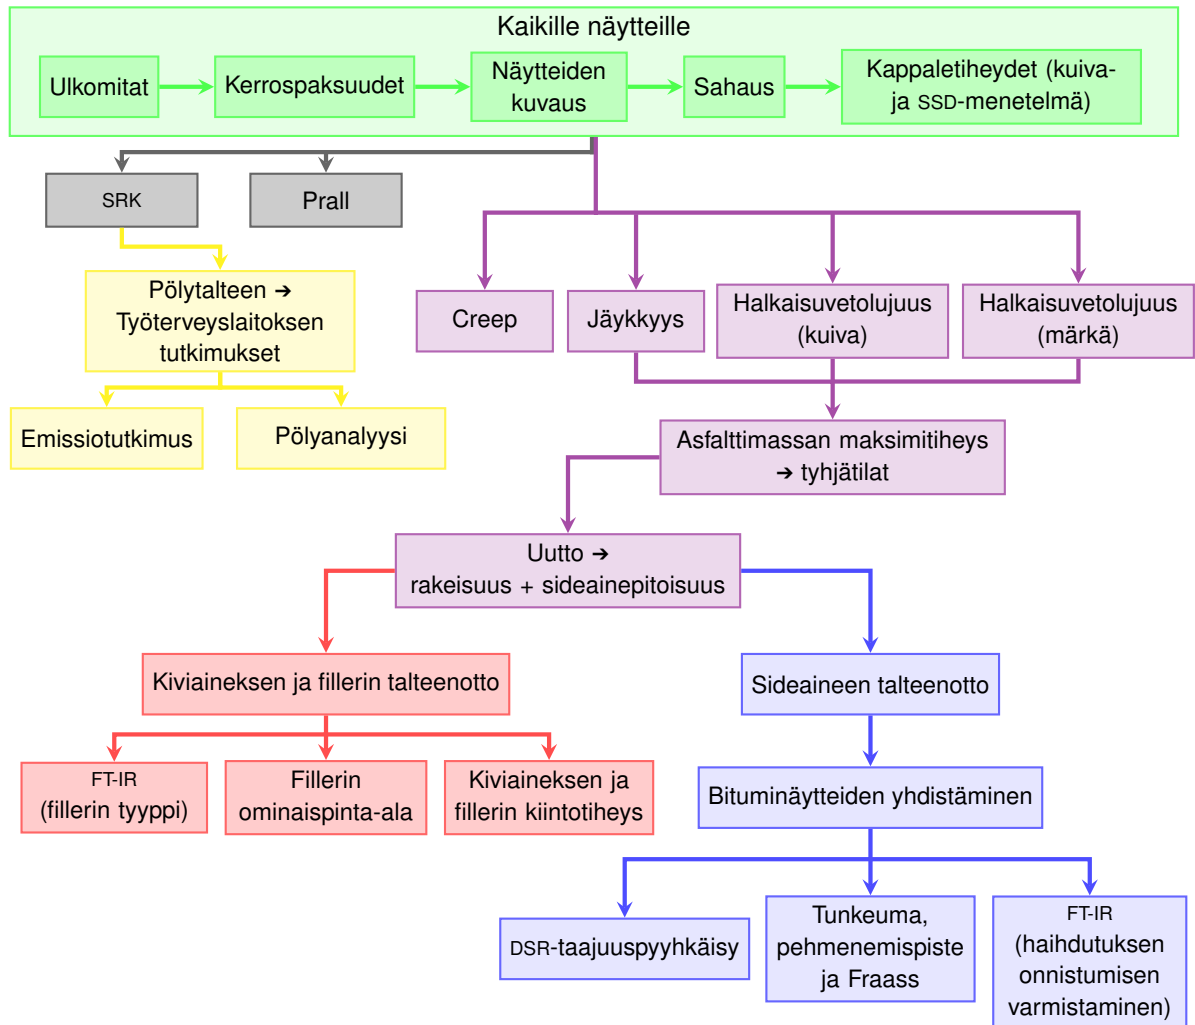 Kaikille näytteille
Ulkomitat
Kerrospaksuudet
Näytteiden
kuvaus
Sahaus
Kappaletiheydet (kuiva-
ja SSD-menetelmä)
SRK
Prall
Pölytalteen ➔
Työterveyslaitoksen
tutkimukset
Creep
Jäykkyys
Halkaisuvetolujuus
(kuiva)
Halkaisuvetolujuus
(märkä)
Emissiotutkimus
Pölyanalyysi
Asfalttimassan maksimitiheys
➔ tyhjätilat
Uutto ➔
rakeisuus + sideainepitoisuus
Kiviaineksen ja fillerin talteenotto
Sideaineen talteenotto
FT-IR
(fillerin tyyppi)
Fillerin
ominaispinta-ala
Kiviaineksen ja
fillerin kiintotiheys
Bituminäytteiden yhdistäminen
DSR-taajuuspyyhkäisy
Tunkeuma,
pehmenemispiste
ja Fraass
FT-IR
(haihdutuksen
onnistumisen
varmistaminen)